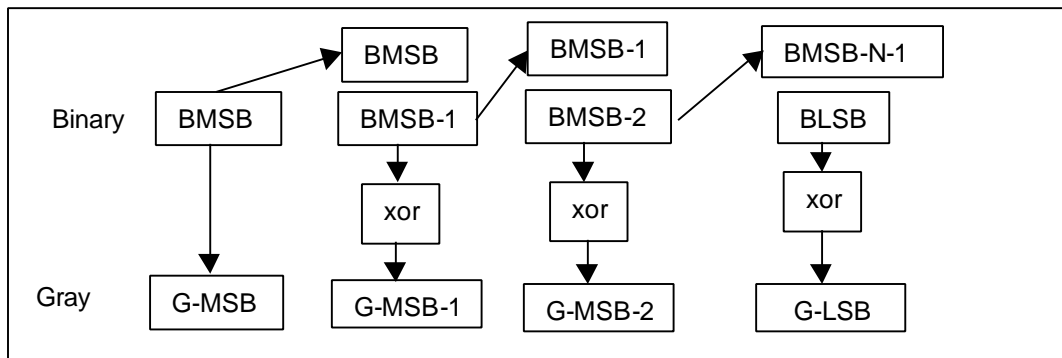 BMSB BMSB-1 BMSB-N-1
Binary BMSB BMSB-1 BMSB-2 BLSB
xor xor xor
Gray G-MSB G-MSB-1 G-MSB-2 G-LSB